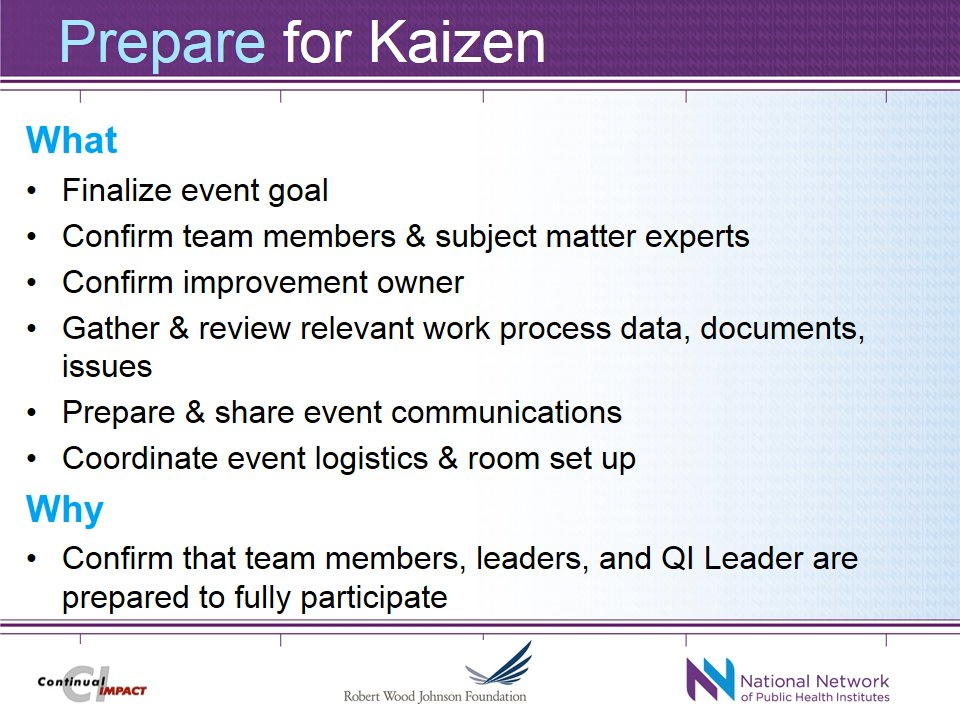 Prepare for Kaizen
What
• Finalize event goal
• Confirm team members & subject matter experts
• Confirm improvement owner
• Gather & review relevant work process data, documents,
issues
• Prepare & share event communications
• Coordinate event logistics & room set up
Why
• Confirm that team members, leaders, and QI Leader are
prepared to fully participate
CI
Continual
IMPACT
Robert Wood Johnson Foundation
National Network
of Public Health Institutes